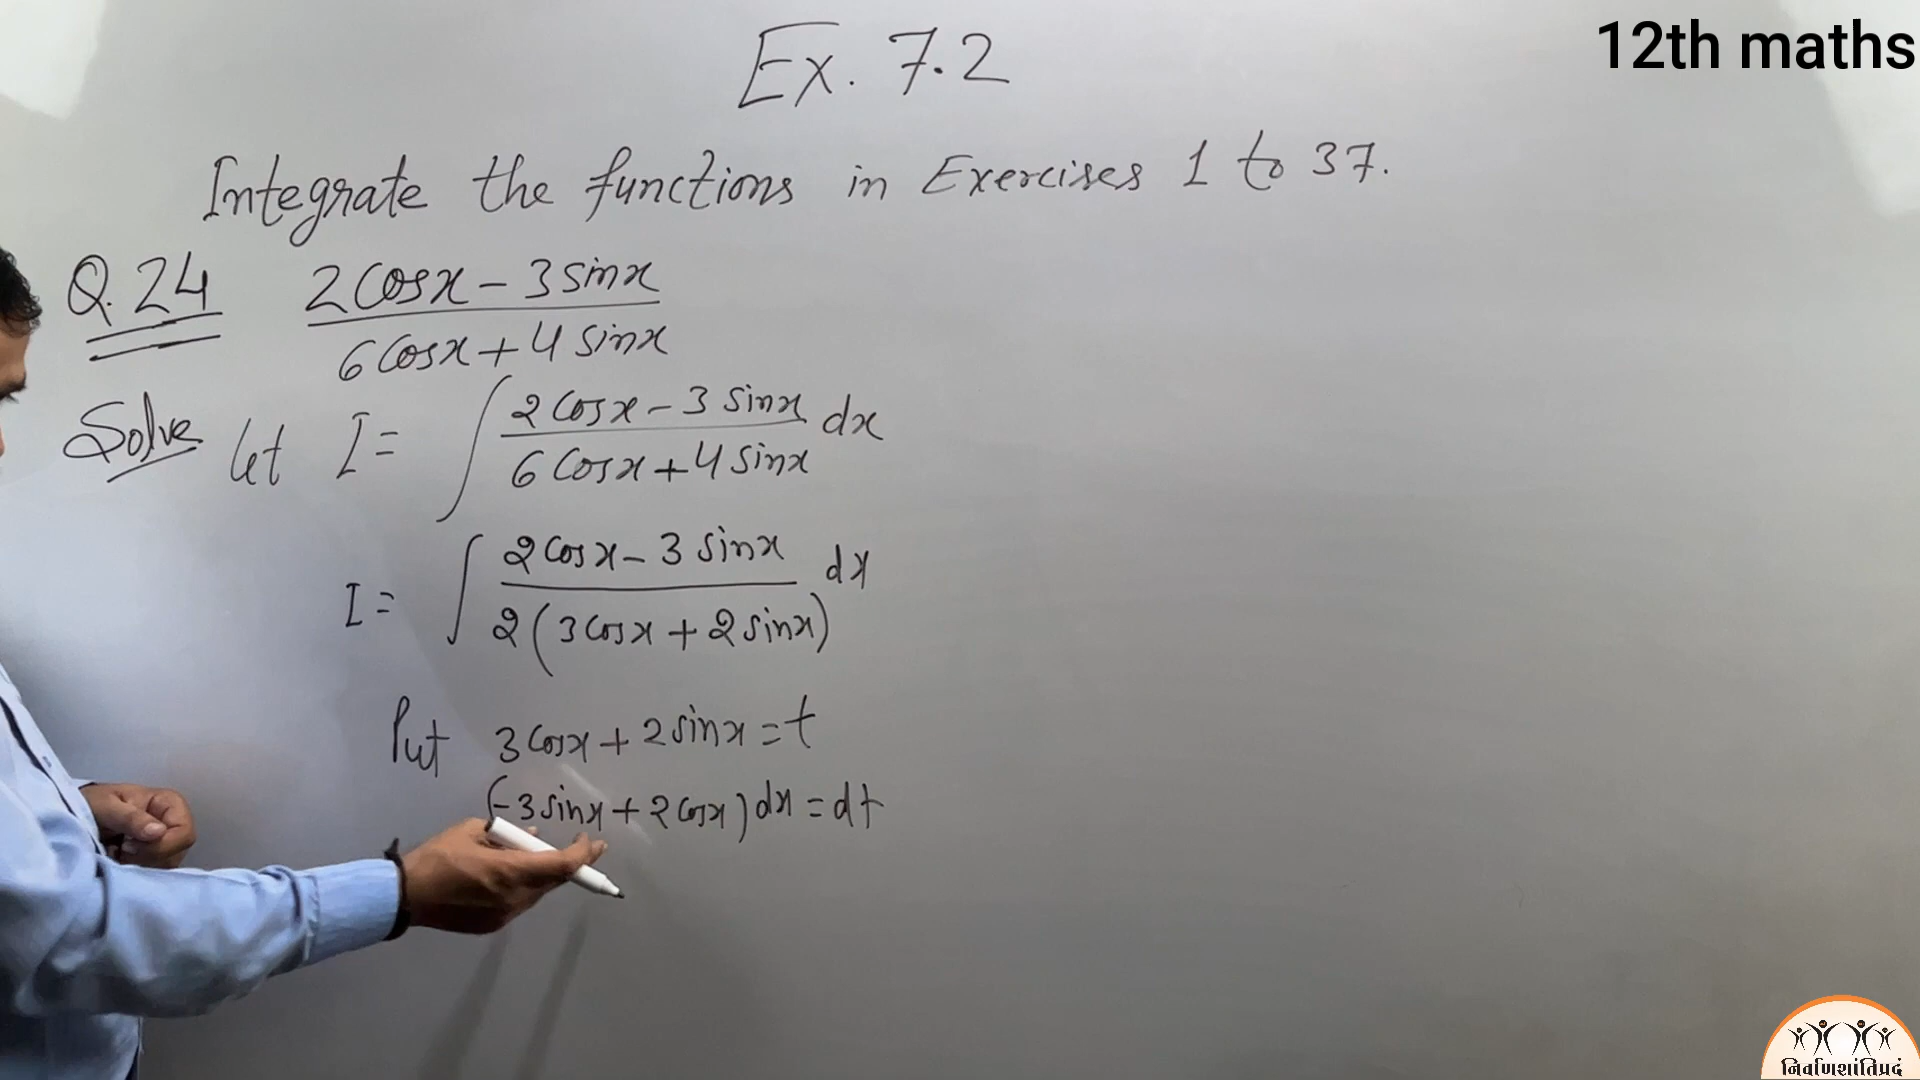 12th maths
Ex. 7.2
Integrate the functions in Exercises 1 to 37.
Q.24 2cosx - 3sinx / 6cosx + 4sinx
Solve let I = ∫ 2cosx - 3sinx / 6cosx + 4sinx dx
I = ∫ 2cosx - 3sinx / 2(3cosx + 2sinx) dx
Put 3cosx + 2sinx = t
(-3sinx + 2cosx)dx = dt